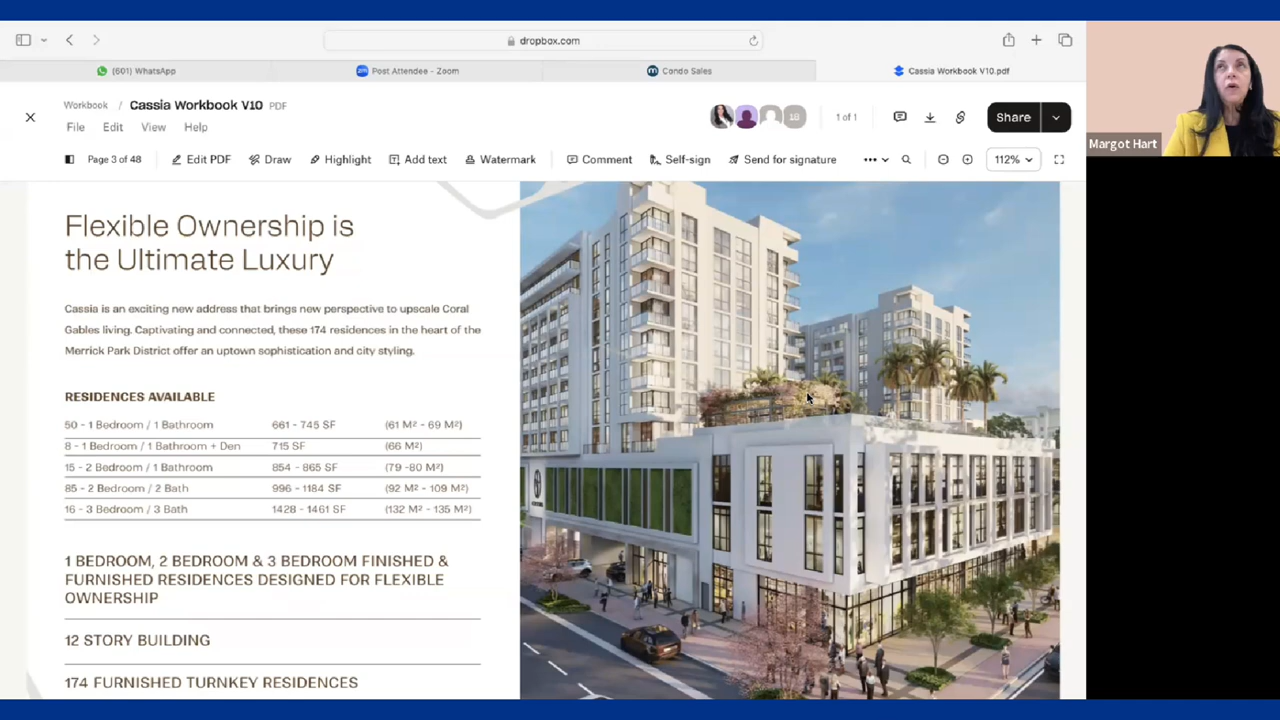 dropbox.com
(601) WhatsApp
zm Post Attendee - Zoom
Condo Sales
Cassia Workbook V10.pdf
Workbook / Cassia Workbook V10 PDF
18
1 of 1
Share
File Edit View Help
Page 3 of 48
Edit PDF
Draw
Highlight
Add text
Watermark
Comment
Self-sign
Send for signature
112%
Margot Hart
Flexible Ownership is
the Ultimate Luxury
Cassia is an exciting new address that brings new perspective to upscale Coral
Gables living. Captivating and connected, these 174 residences in the heart of the
Merrick Park District offer an uptown sophistication and city styling.
RESIDENCES AVAILABLE
50 - 1 Bedroom / 1 Bathroom 661 - 745 SF (61 M² - 69 M²)
8 - 1 Bedroom / 1 Bathroom + Den 715 SF (66 M²)
15 - 2 Bedroom / 1 Bathroom 854 - 865 SF (79 -80 M²)
85 - 2 Bedroom / 2 Bath 996 - 1184 SF (92 M² - 109 M²)
16 - 3 Bedroom / 3 Bath 1428 - 1461 SF (132 M² - 135 M²)
1 BEDROOM, 2 BEDROOM & 3 BEDROOM FINISHED &
FURNISHED RESIDENCES DESIGNED FOR FLEXIBLE
OWNERSHIP
12 STORY BUILDING
174 FURNISHED TURNKEY RESIDENCES